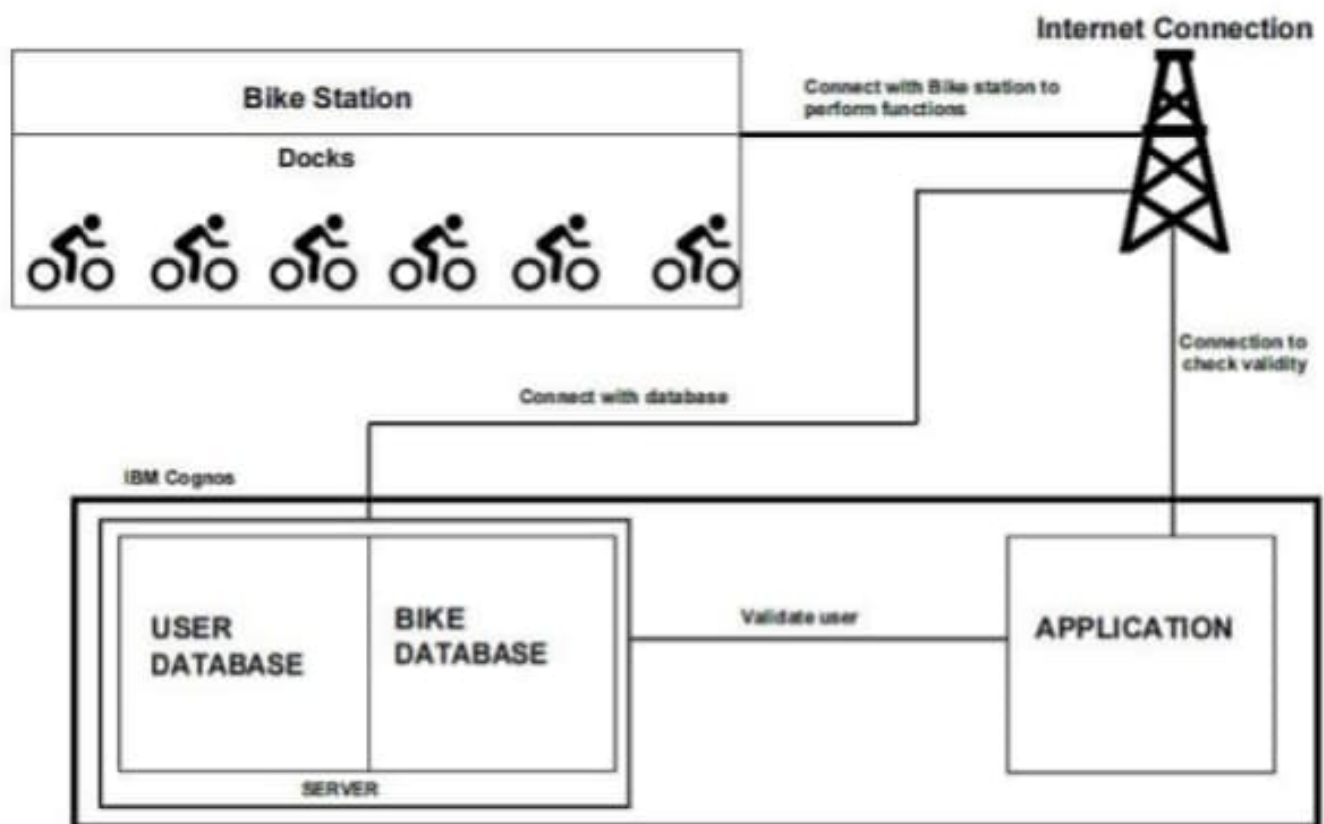 Internet Connection
Bike Station
Connect with Bike station to
perform functions
Docks
Connection to
check validity
Connect with database
IBM Cognos
USER
DATABASE
BIKE
DATABASE
Validate user
APPLICATION
SERVER